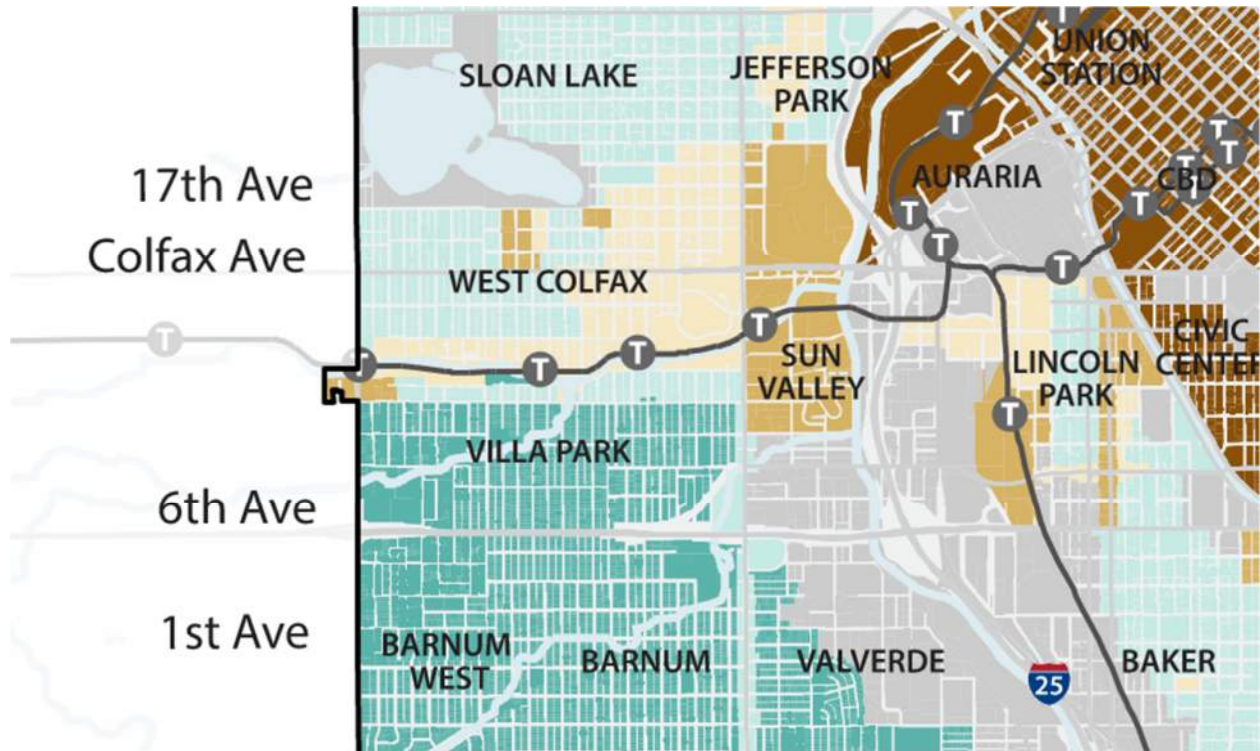 UNION
STATION
SLOAN LAKE
JEFFERSON
PARK
T
T
17th Ave
AURARIA
CBD
T
T
T
T
T
T
T
Colfax Ave
WEST COLFAX
T
T
T
T
T
T
SUN
VALLEY
LINCOLN
PARK
CIVIC
CENTER
T
VILLA PARK
6th Ave
1st Ave
BARNUM
WEST
BARNUM
VALVERDE
BAKER
25